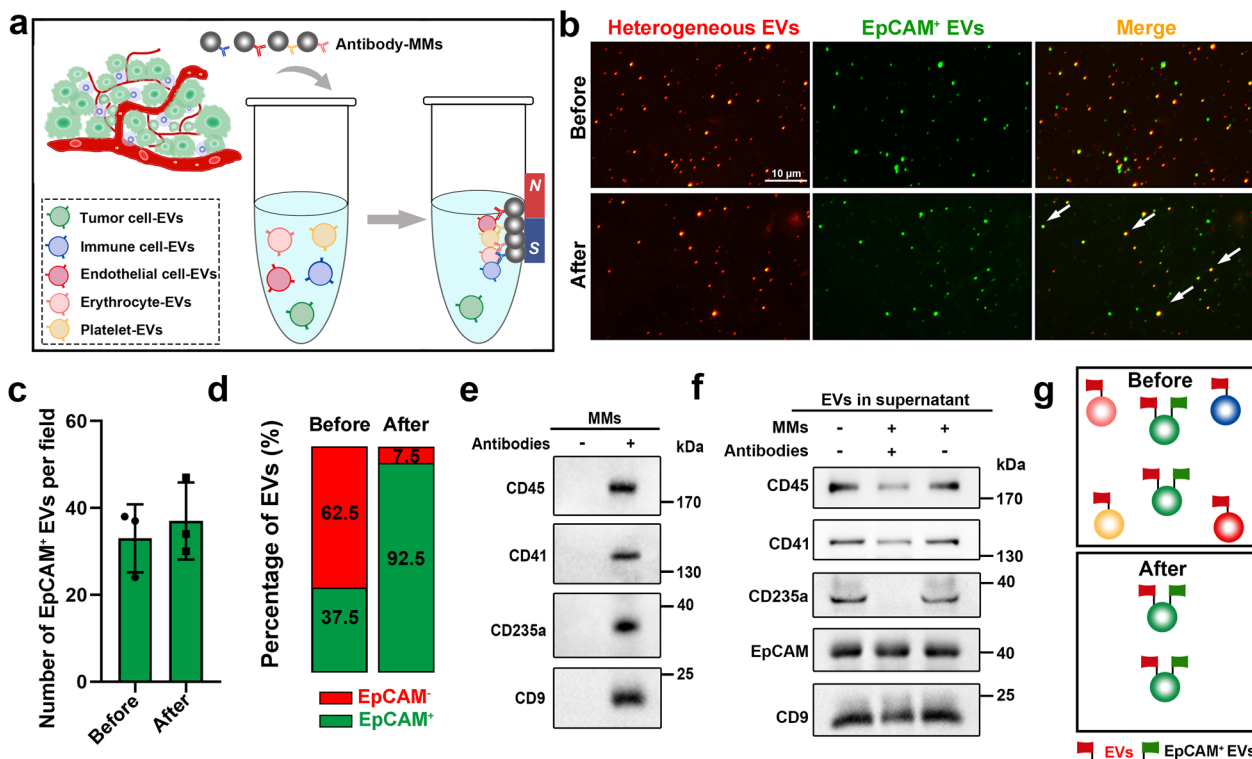 a
Antibody-MMs
N
S
Tumor cell-EVs
Immune cell-EVs
Endothelial cell-EVs
Erythrocyte-EVs
Platelet-EVs
b
Heterogeneous EVs
EpCAM⁺ EVs
Merge
Before
10 μm
After
c
Number of EpCAM⁺ EVs per field
60
40
20
0
Before
After
d
Percentage of EVs (%)
Before
After
62.5
37.5
7.5
92.5
EpCAM⁻
EpCAM⁺
e
MMs
Antibodies - + kDa
CD45 170
CD41 130
CD235a 40
CD9 25
f
EVs in supernatant
MMs - + +
Antibodies - + -
kDa
CD45 170
CD41 130
CD235a 40
EpCAM 40
CD9 25
g
Before
After
EVs
EpCAM⁺ EVs